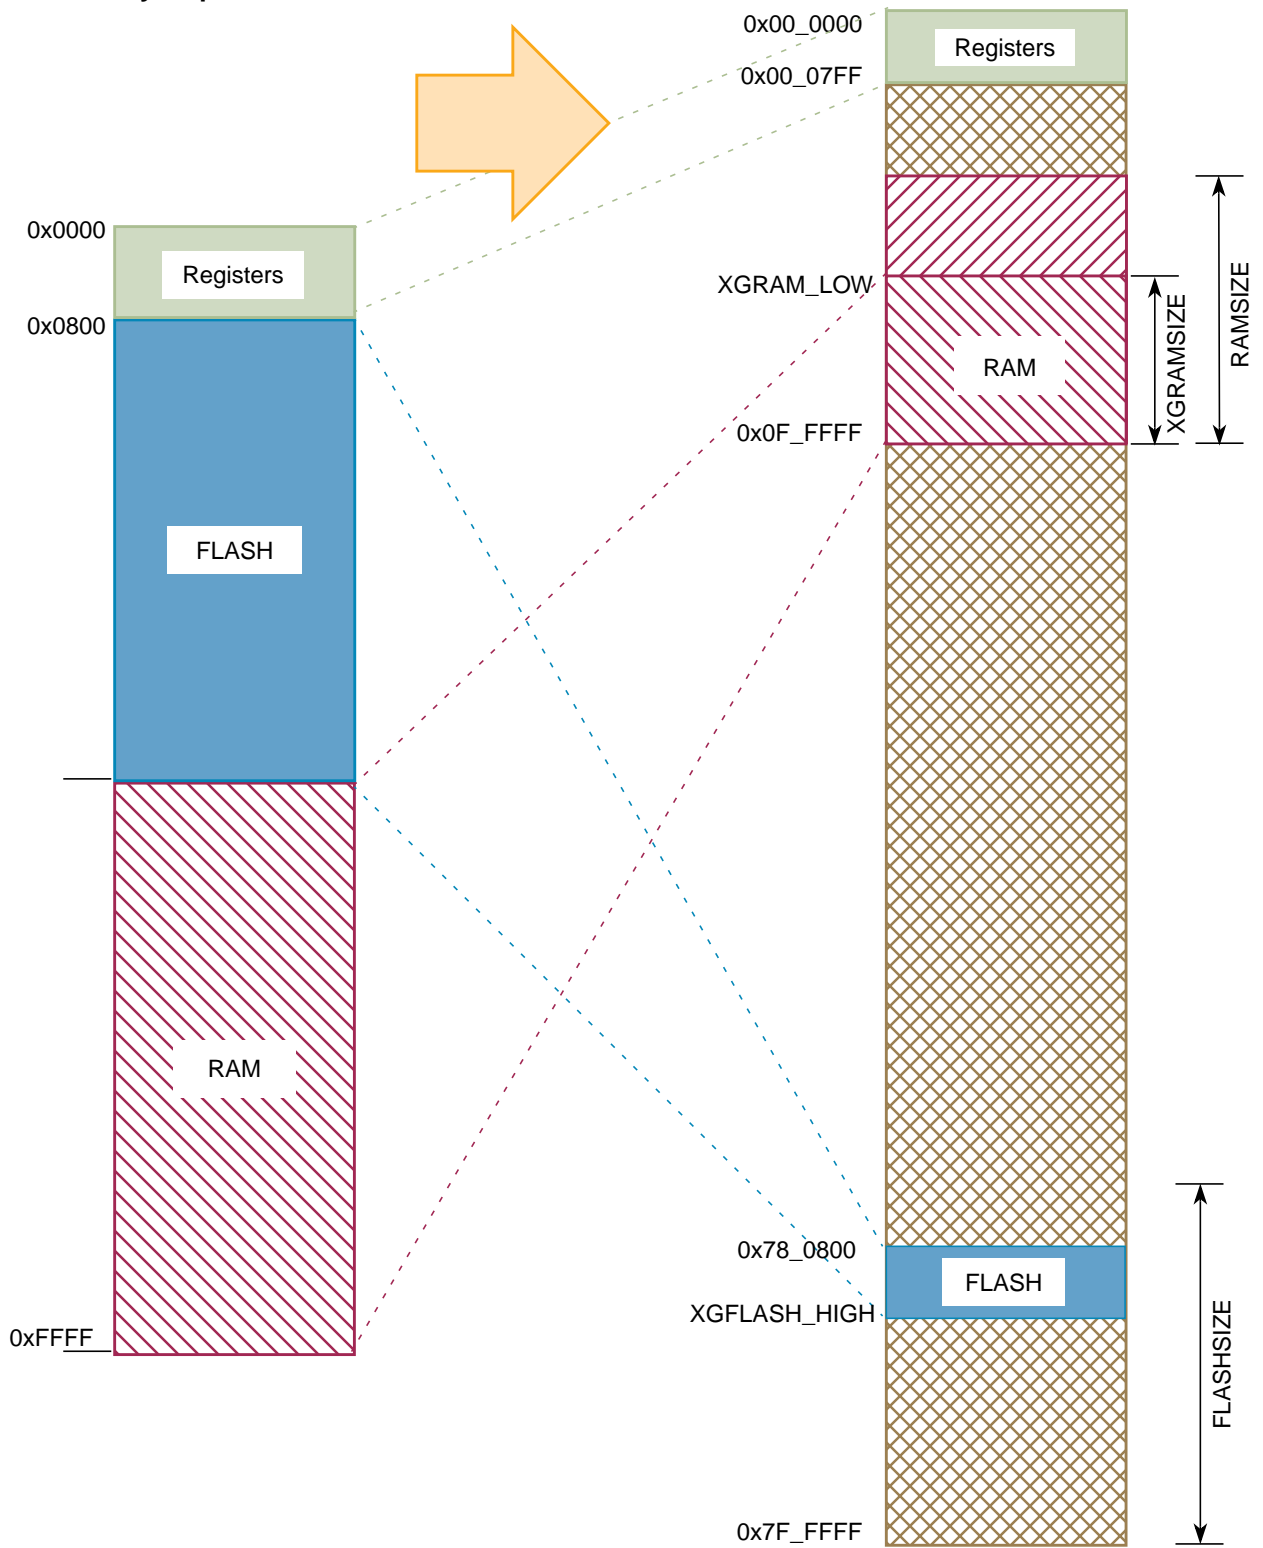 0x00_0000
Registers
0x00_07FF
0x0000
Registers
XGRAM_LOW
RAMSIZE
XGRAMSIZE
0x0800
RAM
0x0F_FFFF
FLASH
RAM
0x78_0800
FLASH
XGFLASH_HIGH
0xFFFF
FLASHSIZE
0x7F_FFFF